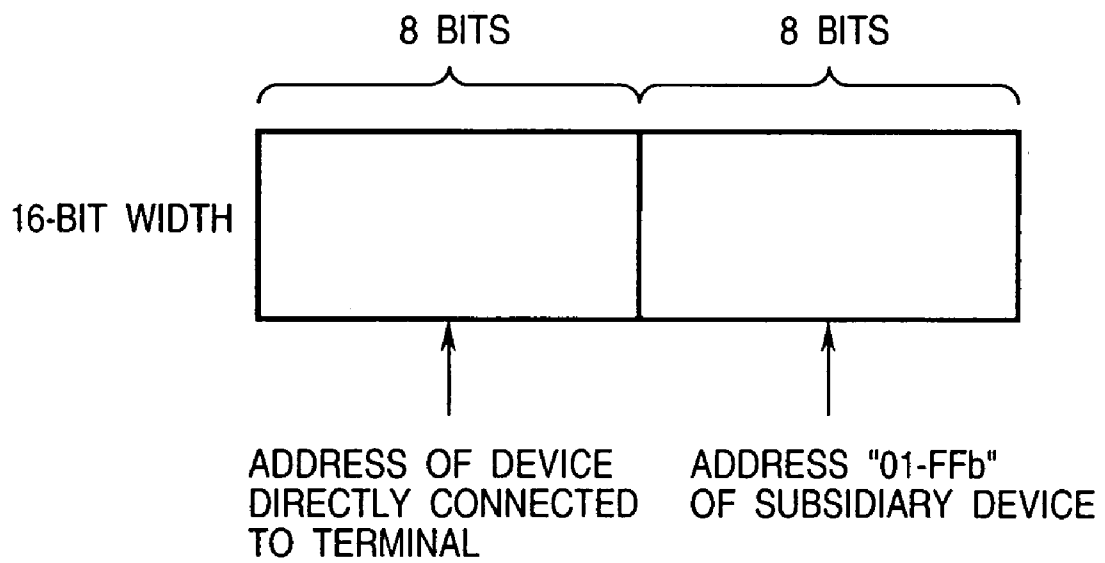 8 BITS
8 BITS
16-BIT WIDTH
ADDRESS OF DEVICE
DIRECTLY CONNECTED
TO TERMINAL
ADDRESS "01-FFb"
OF SUBSIDIARY DEVICE